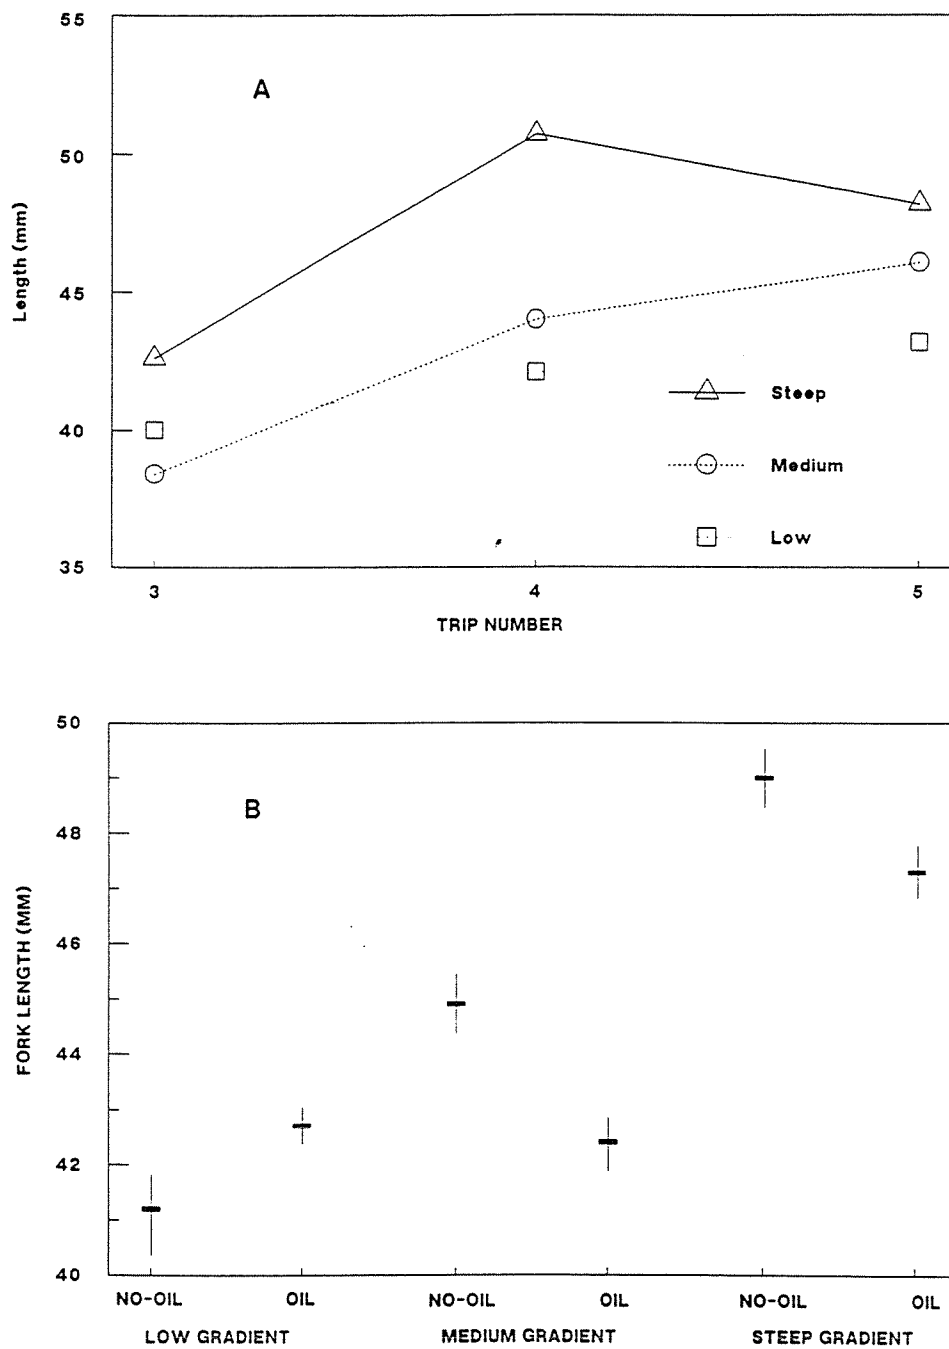 55
A
50
Length (mm)
45
Steep
40
Medium
Low
35
3 4 5
TRIP NUMBER
50
B
48
46
FORK LENGTH (MM)
44
42
40
NO-OIL OIL NO-OIL OIL NO-OIL OIL
LOW GRADIENT MEDIUM GRADIENT STEEP GRADIENT